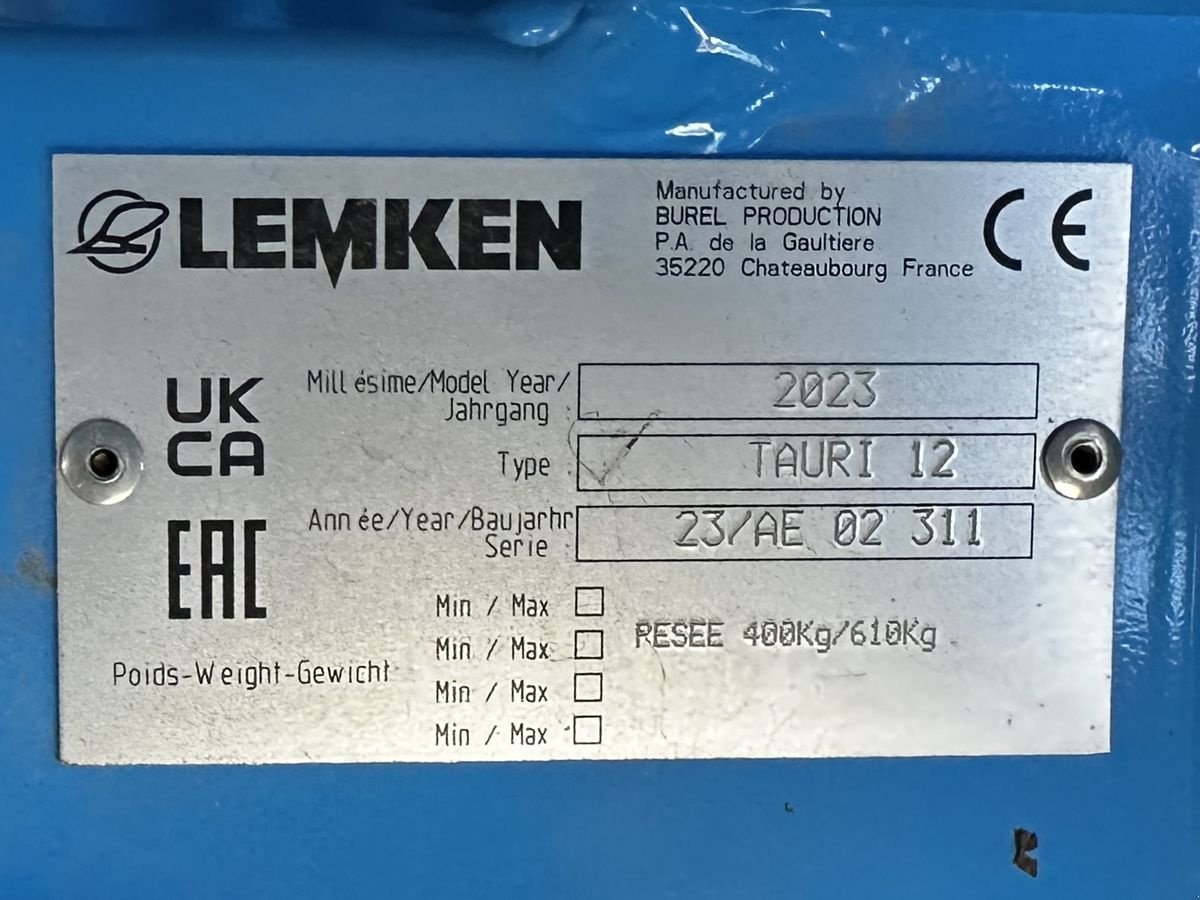 LEMKEN
Manufactured by
BUREL PRODUCTION
P.A. de la Gaultiere
35220 Chateaubourg France
CE
UK
CA
EAC
Millésime/Model Year/
Jahrgang : 2023
Type : TAURI 12
Année/Year/Baujarhr
Serie : 23/AE 02 311
Poids-Weight-Gewicht
Min / Max
Min / Max RESEE 400Kg/610Kg
Min / Max
Min / Max